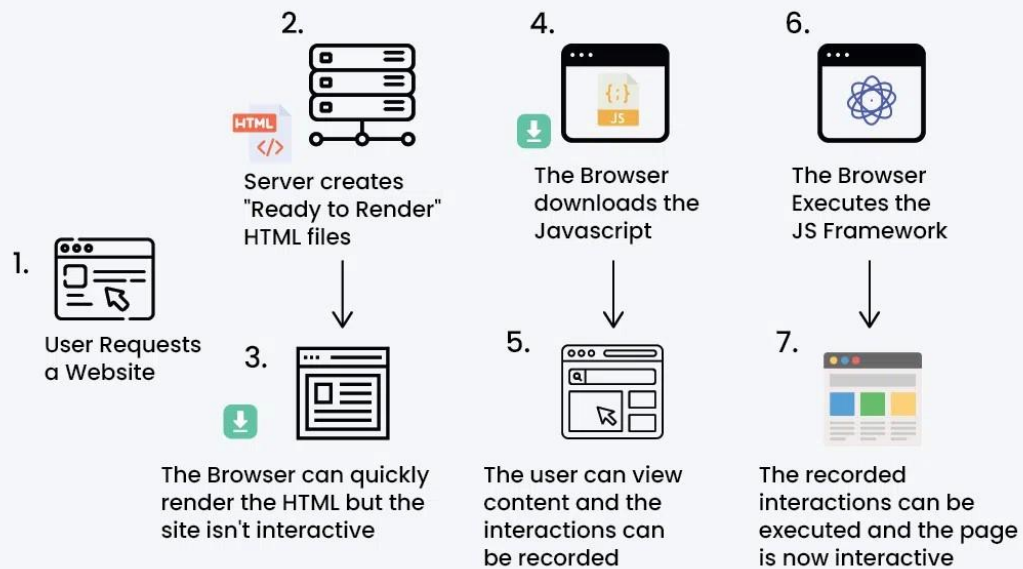 1.
User Requests
a Website
2.
HTML
</>
Server creates
"Ready to Render"
HTML files
3.
The Browser can quickly
render the HTML but the
site isn't interactive
4.
{;}
JS
The Browser
downloads the
Javascript
5.
The user can view
content and the
interactions can
be recorded
6.
The Browser
Executes the
JS Framework
7.
The recorded
interactions can be
executed and the page
is now interactive